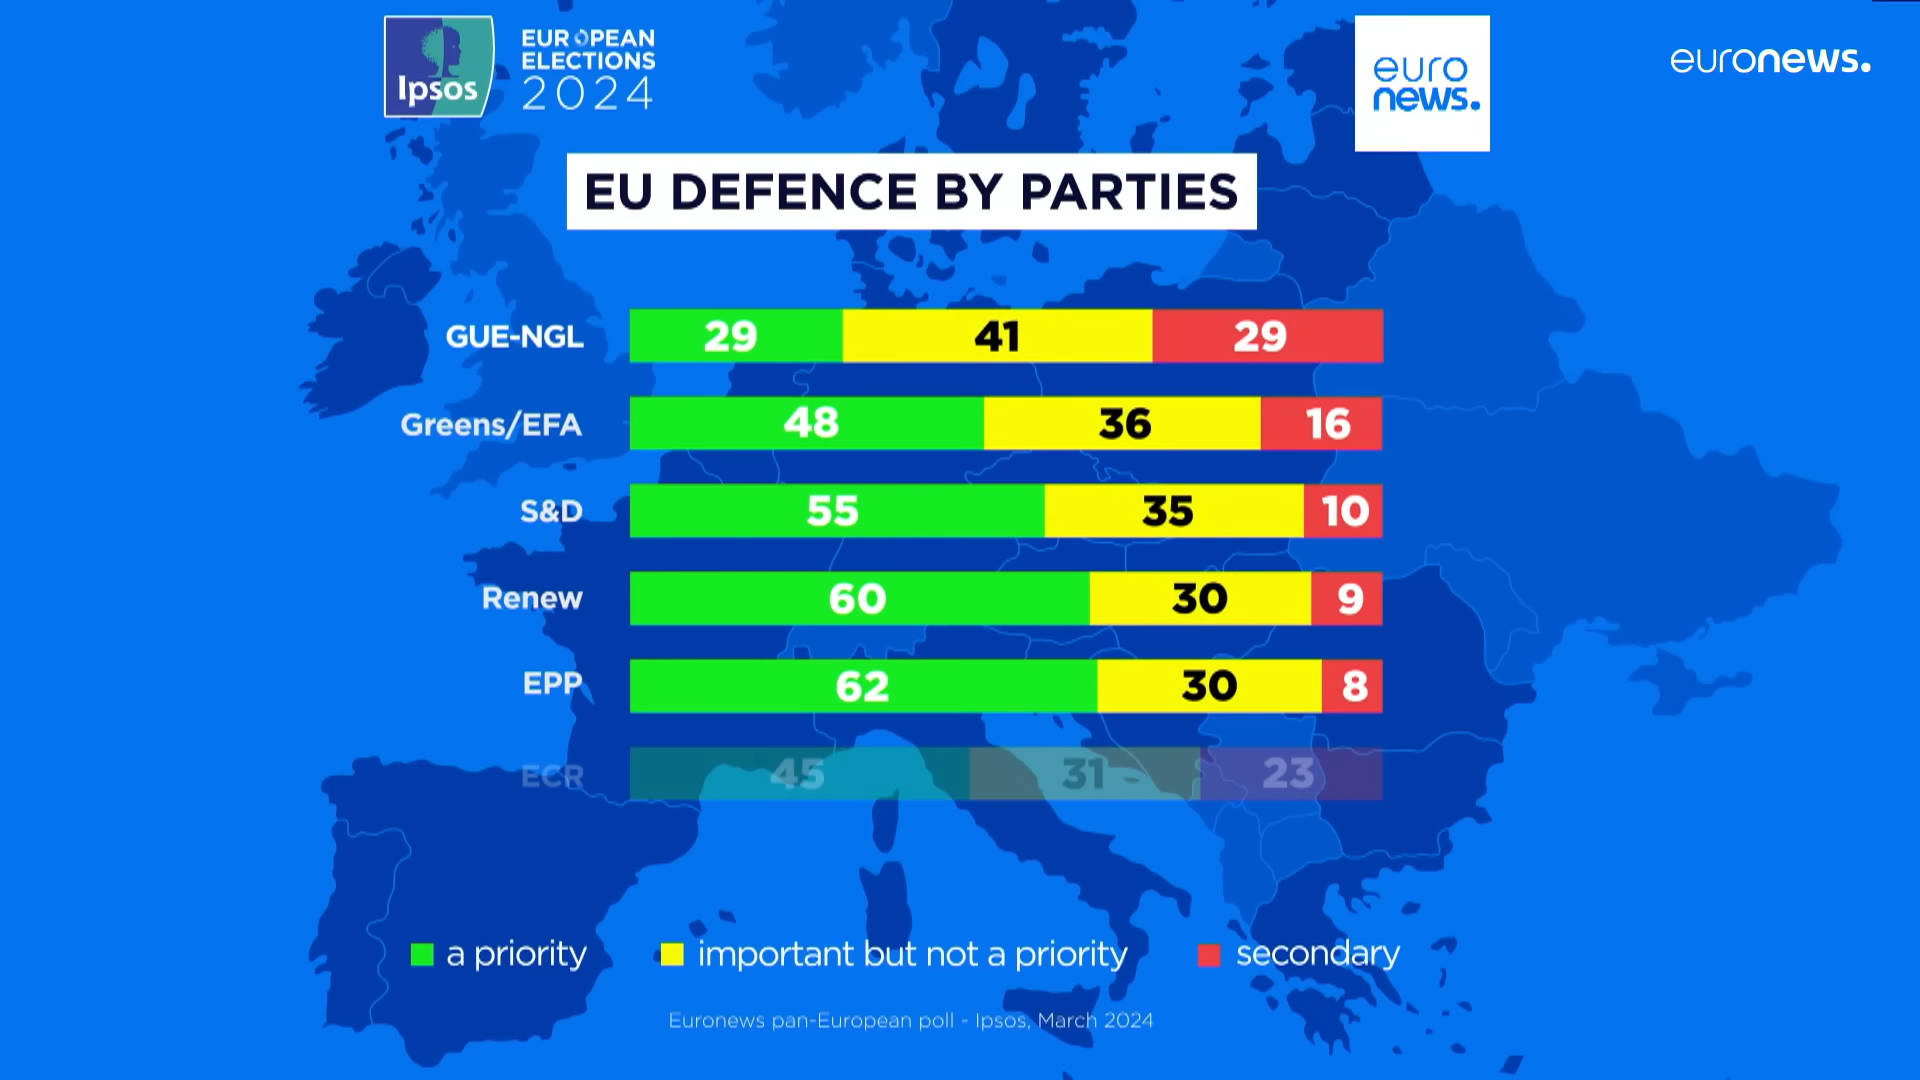 Ipsos
EUROPEAN
ELECTIONS
2024
euro
news.
euronews.
EU DEFENCE BY PARTIES
GUE-NGL 29 41 29
Greens/EFA 48 36 16
S&D 55 35 10
Renew 60 30 9
EPP 62 30 8
ECR 45 31 23
a priority important but not a priority secondary
Euronews pan-European poll - Ipsos, March 2024